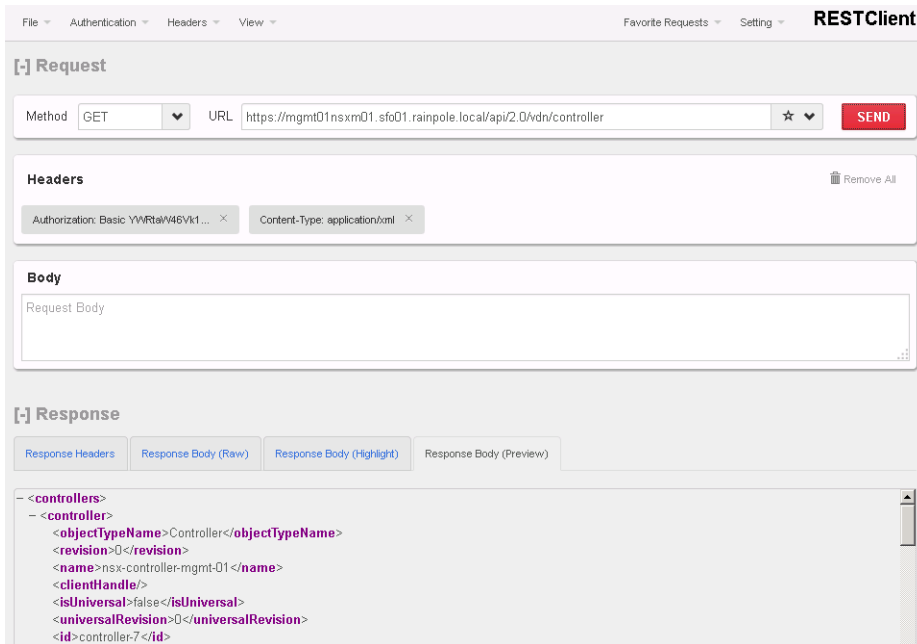 File Authentication Headers View Favorite Requests Setting RESTClient
[-] Request
Method GET URL https://mgmt01nsxm01.sfo01.rainpole.local/api/2.0/vdn/controller SEND
Headers Remove All
Authorization: Basic YWRtaW46Vk1... × Content-Type: application/xml ×
Body
Request Body
[-] Response
Response Headers Response Body (Raw) Response Body (Highlight) Response Body (Preview)
− <controllers>
− <controller>
<objectTypeName>Controller</objectTypeName>
<revision>0</revision>
<name>nsx-controller-mgmt-01</name>
<clientHandle/>
<isUniversal>false</isUniversal>
<universalRevision>0</universalRevision>
<id>controller-7</id>